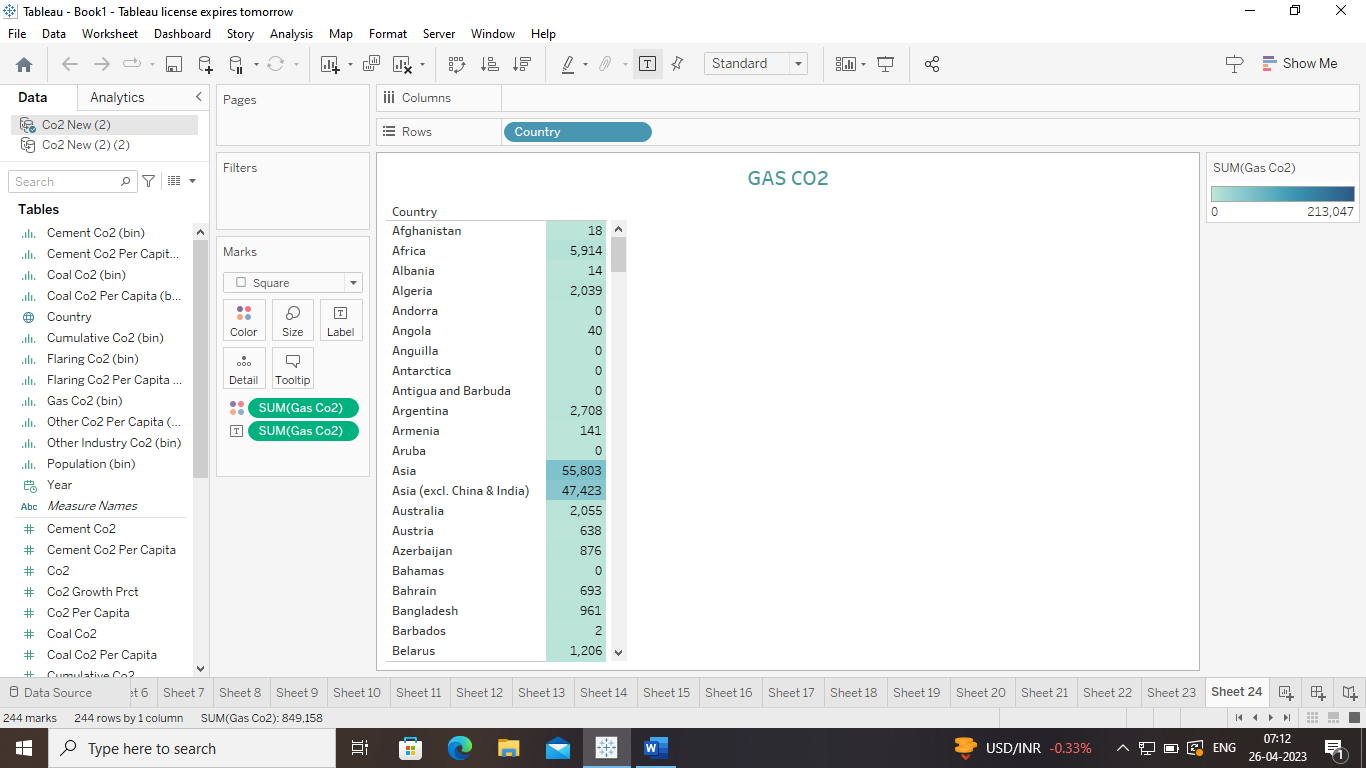 Tableau - Book1 - Tableau license expires tomorrow
File Data Worksheet Dashboard Story Analysis Map Format Server Window Help
Standard
Show Me
Data Analytics
Co2 New (2)
Co2 New (2) (2)
Search
Tables
Cement Co2 (bin)
Cement Co2 Per Capit...
Coal Co2 (bin)
Coal Co2 Per Capita (b...
Country
Cumulative Co2 (bin)
Flaring Co2 (bin)
Flaring Co2 Per Capita ...
Gas Co2 (bin)
Other Co2 Per Capita (...
Other Industry Co2 (bin)
Population (bin)
Year
Abc Measure Names
Cement Co2
Cement Co2 Per Capita
Co2
Co2 Growth Prct
Co2 Per Capita
Coal Co2
Coal Co2 Per Capita
Cumulative Co2
Pages
Filters
Marks
Square
Color Size Label
Detail Tooltip
SUM(Gas Co2)
SUM(Gas Co2)
Columns
Rows Country
GAS CO2
Country
Afghanistan 18
Africa 5,914
Albania 14
Algeria 2,039
Andorra 0
Angola 40
Anguilla 0
Antarctica 0
Antigua and Barbuda 0
Argentina 2,708
Armenia 141
Aruba 0
Asia 55,803
Asia (excl. China & India) 47,423
Australia 2,055
Austria 638
Azerbaijan 876
Bahamas 0
Bahrain 693
Bangladesh 961
Barbados 2
Belarus 1,206
SUM(Gas Co2)
0 213,047
Data Source et 6 Sheet 7 Sheet 8 Sheet 9 Sheet 10 Sheet 11 Sheet 12 Sheet 13 Sheet 14 Sheet 15 Sheet 16 Sheet 17 Sheet 18 Sheet 19 Sheet 20 Sheet 21 Sheet 22 Sheet 23 Sheet 24
244 marks 244 rows by 1 column SUM(Gas Co2): 849,158
Type here to search
USD/INR -0.33%
ENG
07:12
26-04-2023
1